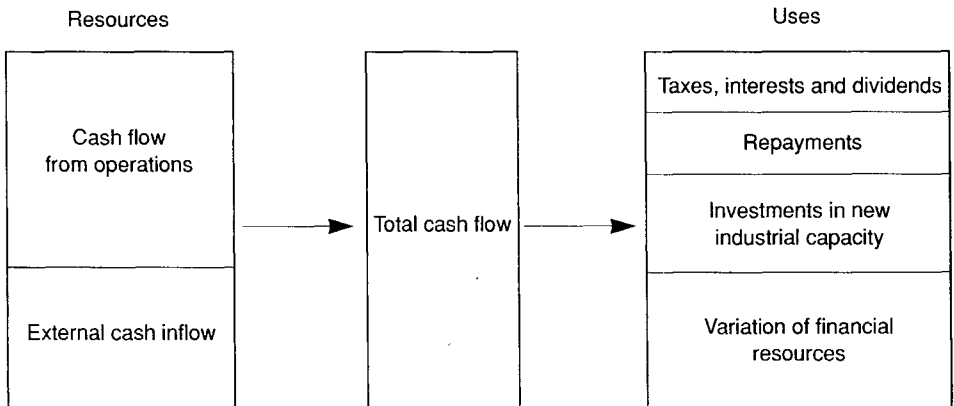 Resources
Uses
Cash flow
from operations
External cash inflow
Total cash flow
Taxes, interests and dividends
Repayments
Investments in new
industrial capacity
Variation of financial
resources